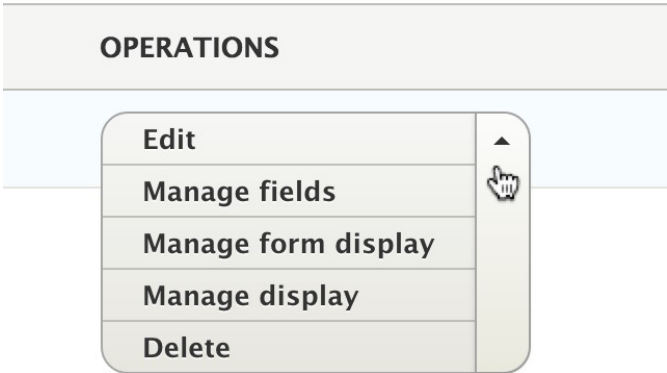 OPERATIONS
Edit
Manage fields
Manage form display
Manage display
Delete